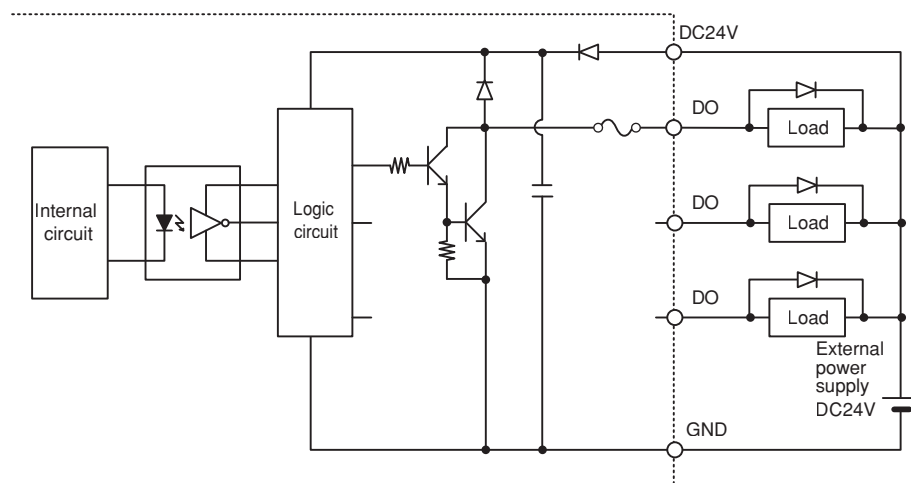 DC24V
DO
Load
Internal
circuit
Logic
circuit
DO
Load
DO
Load
External
power
supply
DC24V
GND